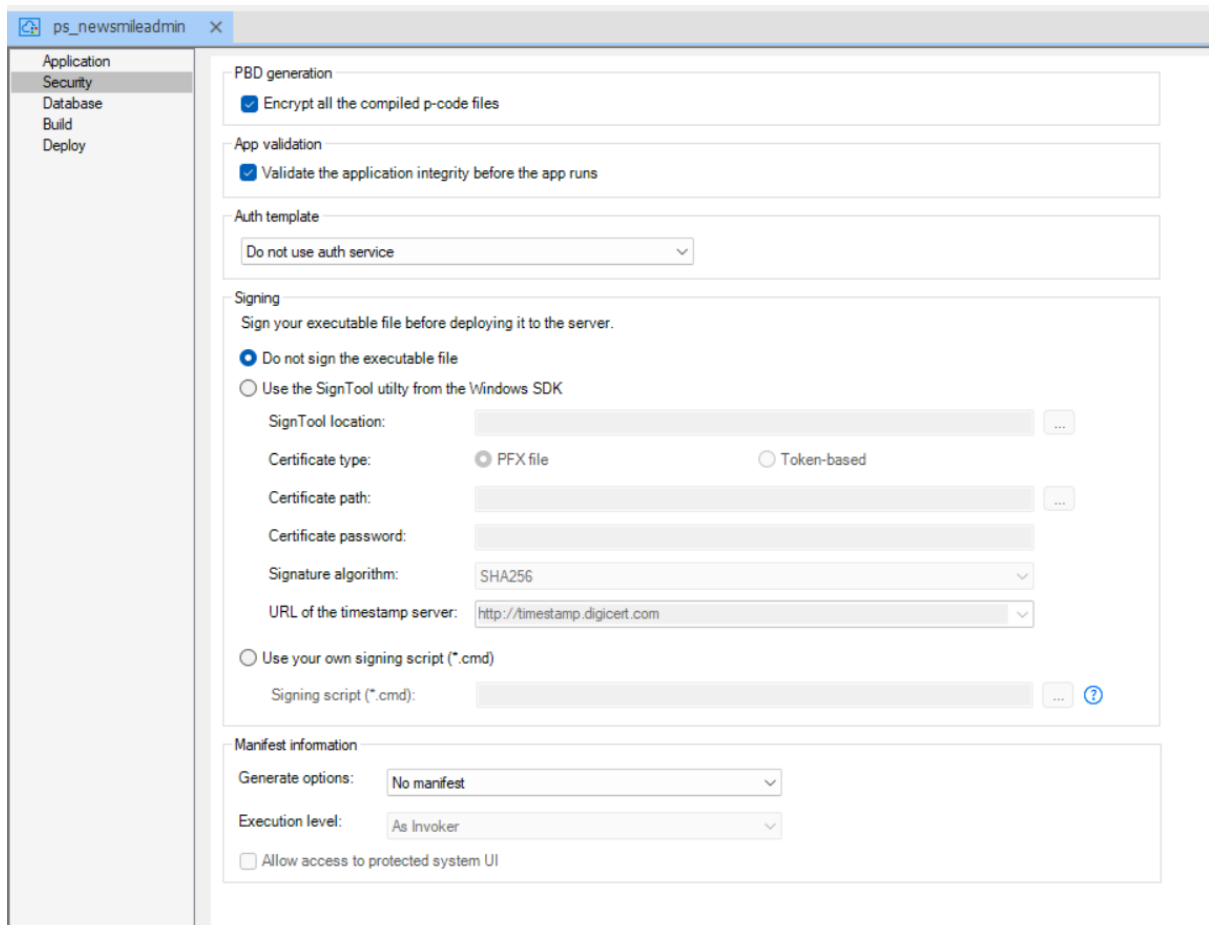 ps_newsmileadmin
Application
Security
Database
Build
Deploy
PBD generation
Encrypt all the compiled p-code files
App validation
Validate the application integrity before the app runs
Auth template
Do not use auth service
Signing
Sign your executable file before deploying it to the server.
Do not sign the executable file
Use the SignTool utilty from the Windows SDK
SignTool location:
...
Certificate type:
PFX file
Token-based
Certificate path:
...
Certificate password:
Signature algorithm:
SHA256
URL of the timestamp server:
http://timestamp.digicert.com
Use your own signing script (*.cmd)
Signing script (*.cmd):
...
?
Manifest information
Generate options:
No manifest
Execution level:
As Invoker
Allow access to protected system UI